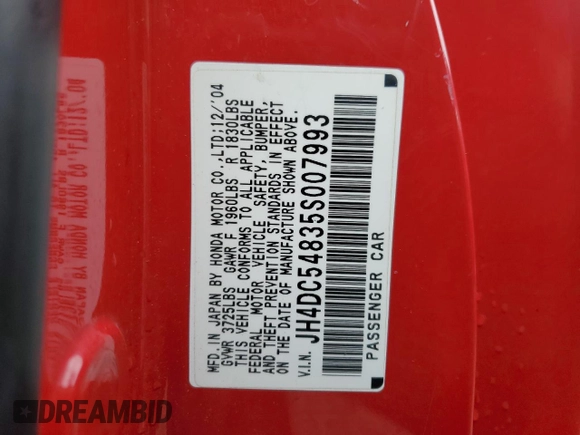 MFD. IN JAPAN BY HONDA MOTOR CO.,LTD;12/'04
GVWR 3725LBS GAWR F 1960LBS R 1830LBS
THIS VEHICLE CONFORMS TO ALL APPLICABLE
FEDERAL MOTOR VEHICLE SAFETY, BUMPER,
AND THEFT PREVENTION STANDARDS IN EFFECT
ON THE DATE OF MANUFACTURE SHOWN ABOVE.
V.I.N. JH4DC54835S007993
PASSENGER CAR
DREAMBID